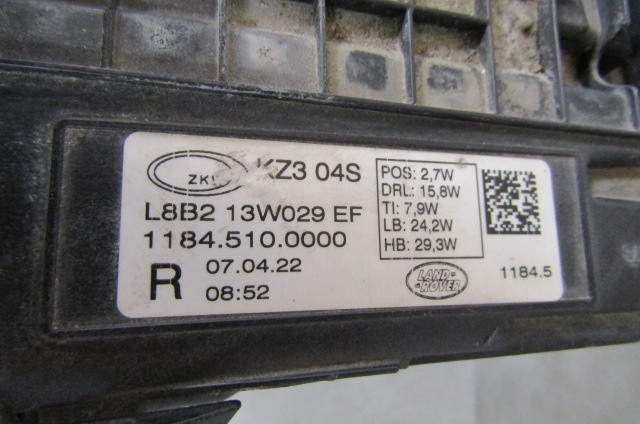 ZKW KZ3 04S
L8B2 13W029 EF
1184.510.0000
R 07.04.22
08:52
POS: 2,7W
DRL: 15,8W
TI: 7,9W
LB: 24,2W
HB: 29,3W
LAND-
ROVER
1184.5